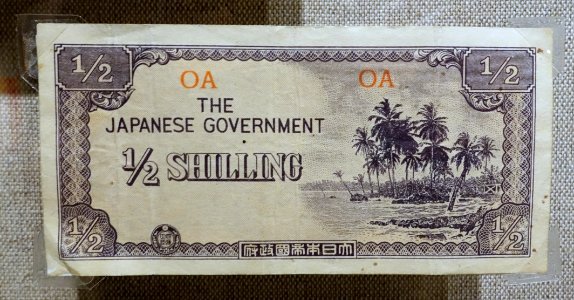 1/2 1/2
OA OA
THE
JAPANESE GOVERNMENT
1/2 SHILLING
1/2 大日本帝國政府 1/2